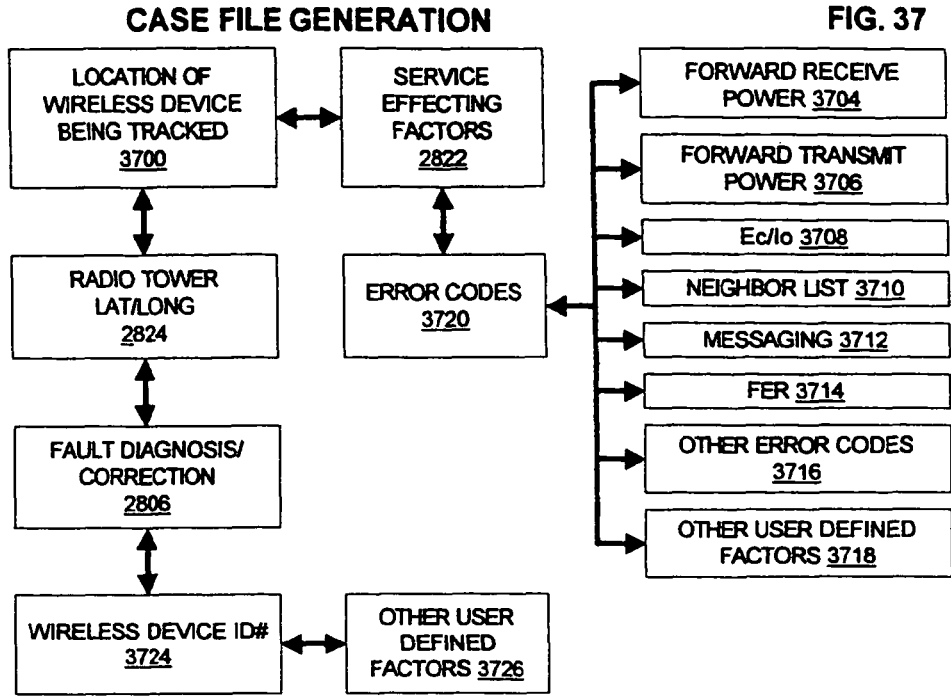 CASE FILE GENERATION
FIG. 37
LOCATION OF
WIRELESS DEVICE
BEING TRACKED
3700
SERVICE
EFFECTING
FACTORS
2822
FORWARD RECEIVE
POWER 3704
FORWARD TRANSMIT
POWER 3706
Ec/Io 3708
RADIO TOWER
LAT/LONG
2824
ERROR CODES
3720
NEIGHBOR LIST 3710
MESSAGING 3712
FER 3714
FAULT DIAGNOSIS/
CORRECTION
2806
OTHER ERROR CODES
3716
OTHER USER DEFINED
FACTORS 3718
WIRELESS DEVICE ID#
3724
OTHER USER
DEFINED
FACTORS 3726